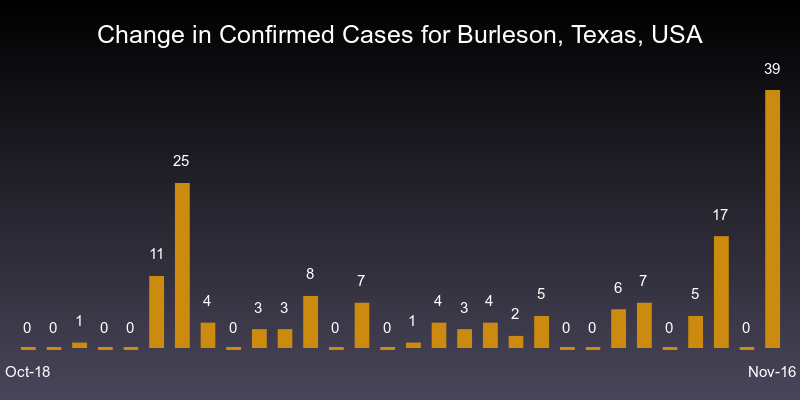 Change in Confirmed Cases for Burleson, Texas, USA
0 0 1 0 0 11 25 4 0 3 3 8 0 7 0 1 4 3 4 2 5 0 0 6 7 0 5 17 0 39
Oct-18 Nov-16